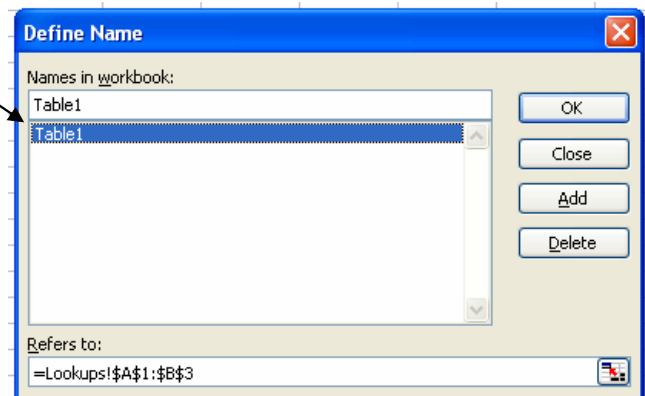 Define Name
Names in workbook:
Table1
OK
Table1
Close
Add
Delete
Refers to:
=Lookups!$A$1:$B$3